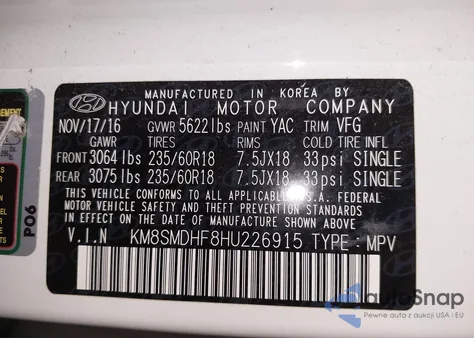 MANUFACTURED IN KOREA BY
HYUNDAI MOTOR COMPANY
NOV/17/16 GVWR 5622lbs PAINT YAC TRIM VFG
GAWR TIRES RIMS COLD TIRE INFL
FRONT 3064lbs 235/60R18 7.5JX18 33psi SINGLE
REAR 3075lbs 235/60R18 7.5JX18 33psi SINGLE
THIS VEHICLE CONFORMS TO ALL APPLICABLE U.S.A. FEDERAL
MOTOR VEHICLE SAFETY, BUMPER, AND THEFT PREVENTION STANDARDS
IN EFFECT ON THE DATE OF MANUFACTURE SHOWN ABOVE.
V.I.N KM8SMDHF8HU226915 TYPE : MPV
P06
autoSnap
Pewne auta z aukcji USA i EU